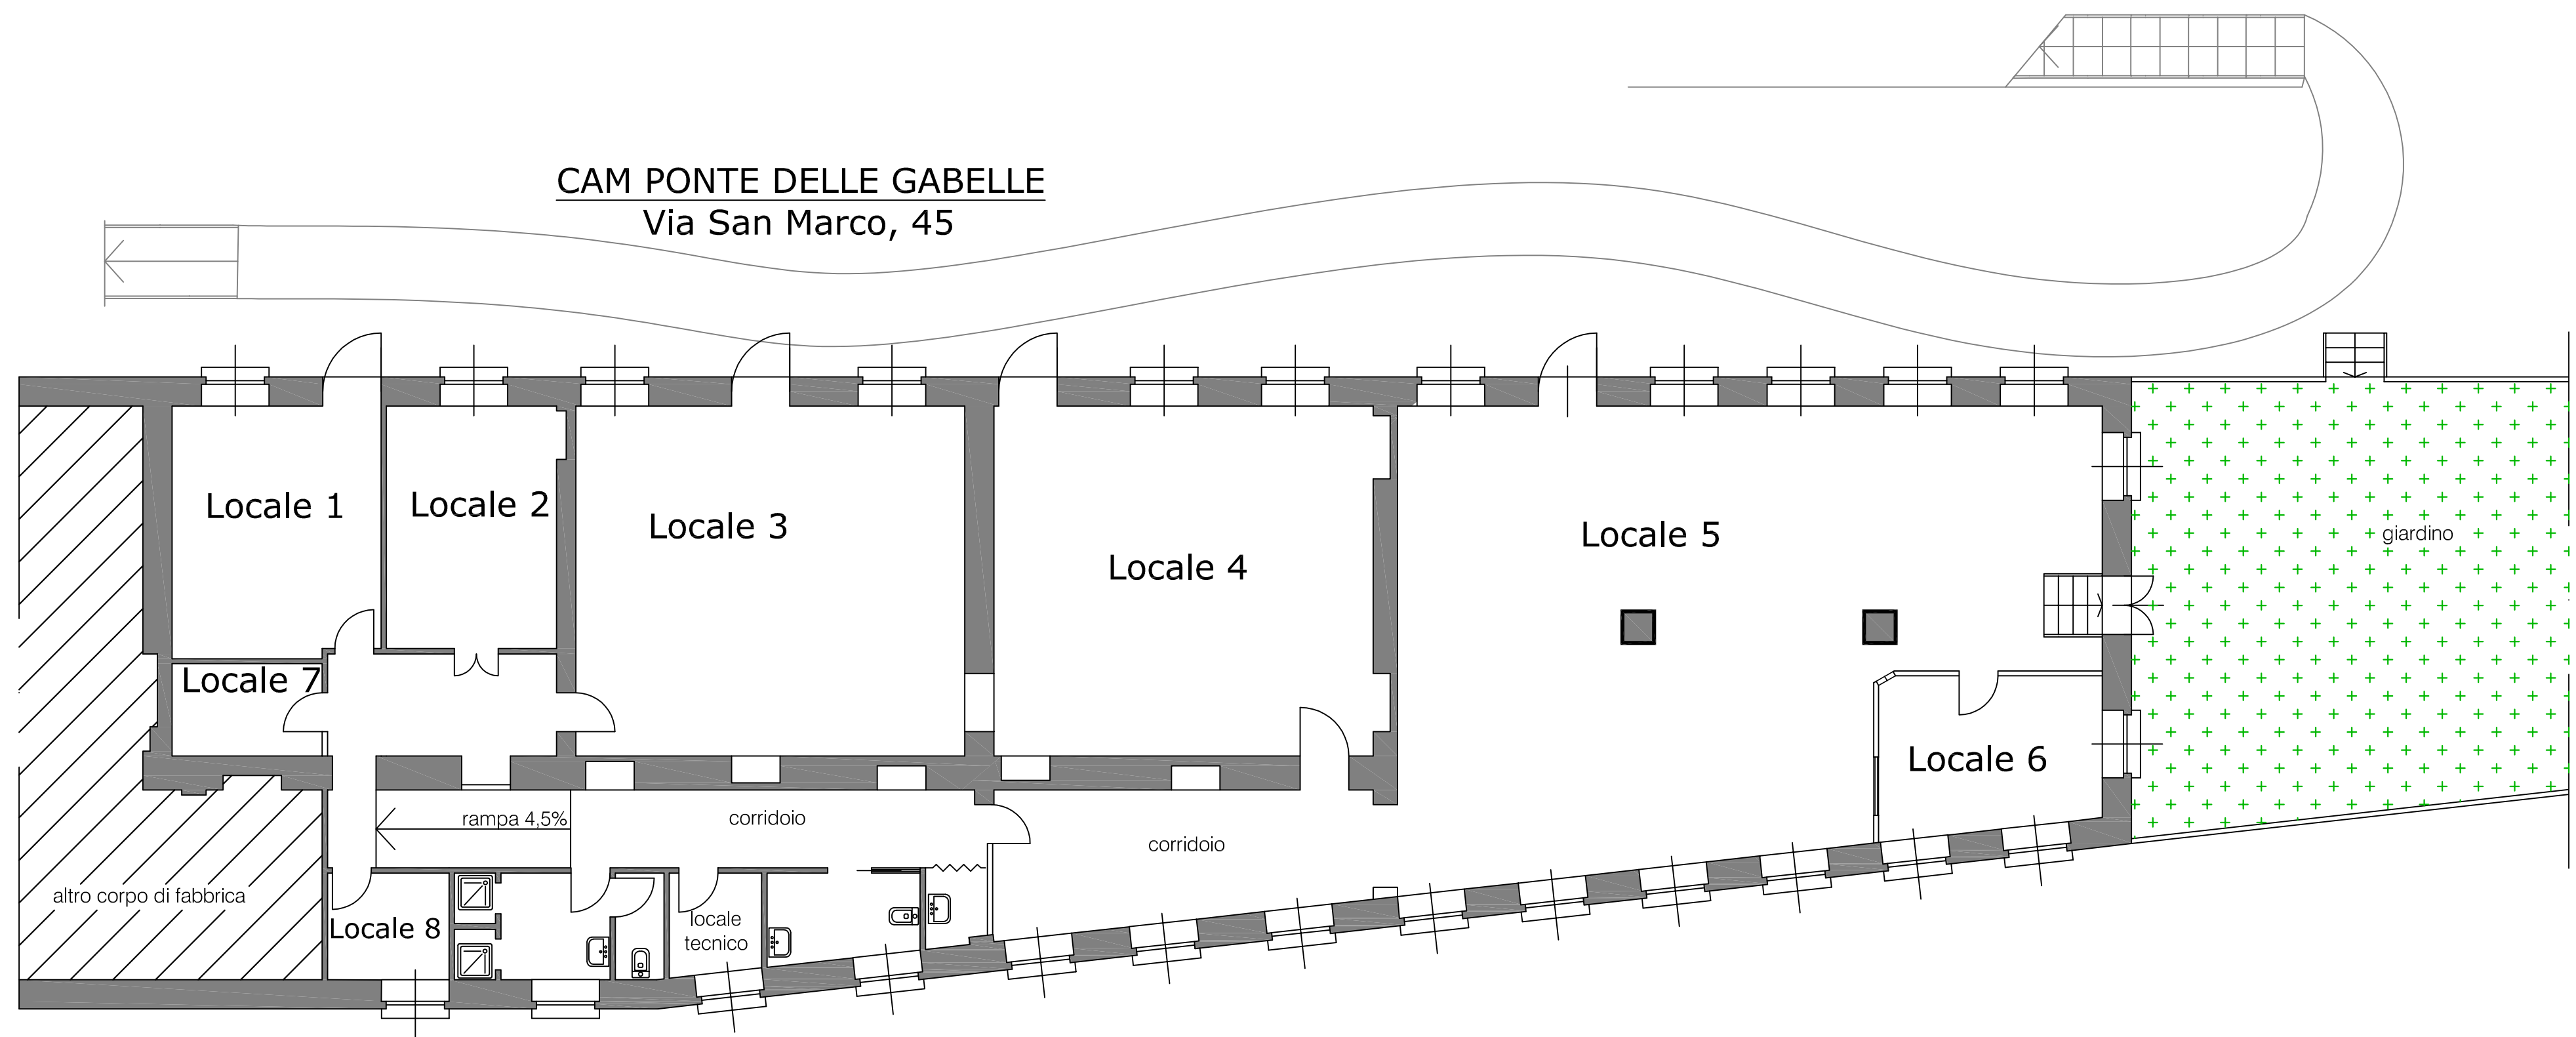 CAM PONTE DELLE GABELLE
Via San Marco, 45
Locale 1
Locale 2
Locale 3
Locale 4
Locale 5
giardino
Locale 7
Locale 6
rampa 4,5%
corridoio
corridoio
altro corpo di fabbrica
Locale 8
locale
tecnico